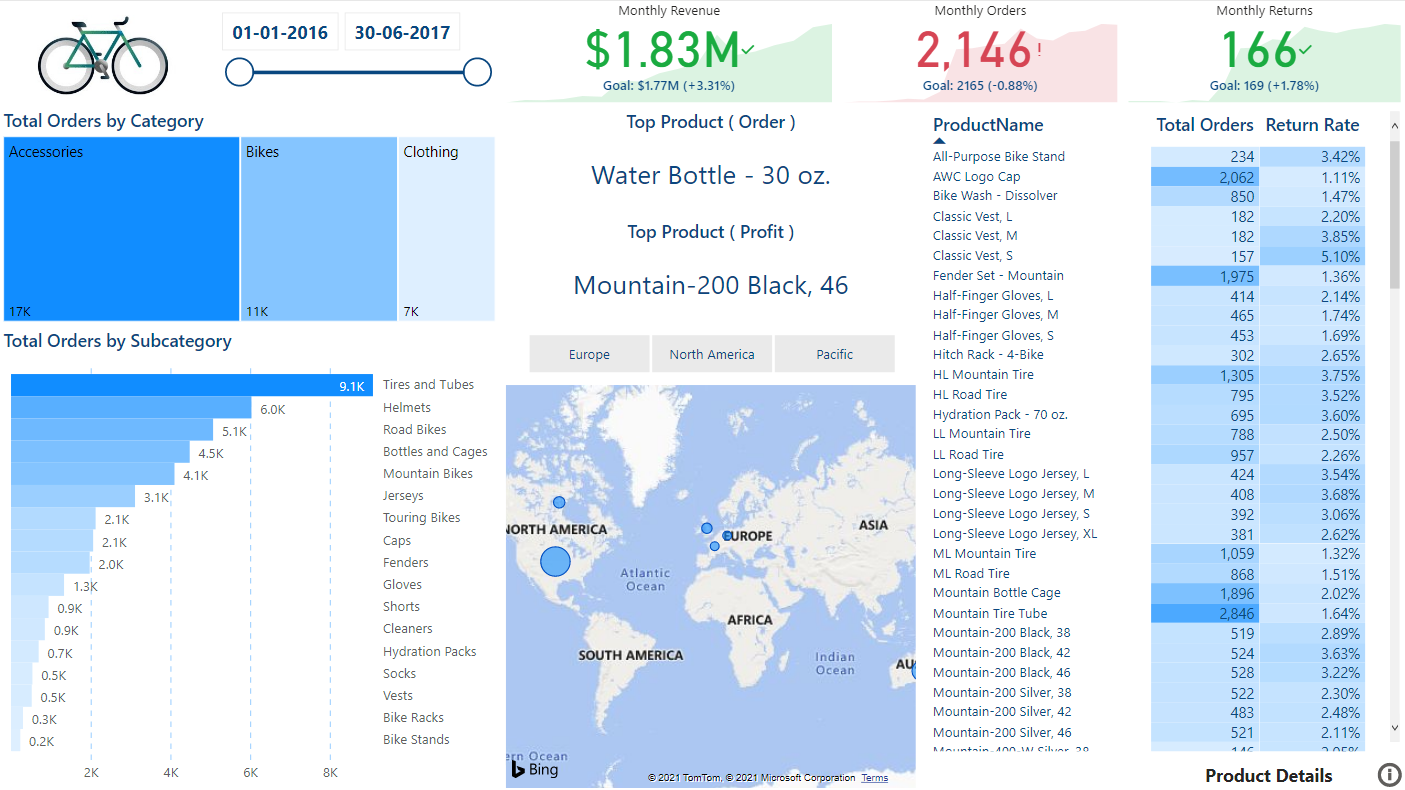 01-01-2016
30-06-2017
Monthly Revenue
$1.83M
Goal: $1.77M (+3.31%)
Monthly Orders
2,146 !
Goal: 2165 (-0.88%)
Monthly Returns
166
Goal: 169 (+1.78%)
Total Orders by Category
Accessories
17K
Bikes
11K
Clothing
7K
Total Orders by Subcategory
9.1K Tires and Tubes
6.0K Helmets
5.1K Road Bikes
4.5K Bottles and Cages
4.1K Mountain Bikes
3.1K Jerseys
2.1K Touring Bikes
2.1K Caps
2.0K Fenders
1.3K Gloves
0.9K Shorts
0.9K Cleaners
0.7K Hydration Packs
0.5K Socks
0.5K Vests
0.3K Bike Racks
0.2K Bike Stands
2K 4K 6K 8K
Top Product ( Order )
Water Bottle - 30 oz.
Top Product ( Profit )
Mountain-200 Black, 46
Europe North America Pacific
NORTH AMERICA
EUROPE
ASIA
Atlantic
Ocean
AFRICA
SOUTH AMERICA
Indian
Ocean
AU
ern Ocean
Bing
© 2021 TomTom, © 2021 Microsoft Corporation Terms
ProductName Total Orders Return Rate
All-Purpose Bike Stand 234 3.42%
AWC Logo Cap 2,062 1.11%
Bike Wash - Dissolver 850 1.47%
Classic Vest, L 182 2.20%
Classic Vest, M 182 3.85%
Classic Vest, S 157 5.10%
Fender Set - Mountain 1,975 1.36%
Half-Finger Gloves, L 414 2.14%
Half-Finger Gloves, M 465 1.74%
Half-Finger Gloves, S 453 1.69%
Hitch Rack - 4-Bike 302 2.65%
HL Mountain Tire 1,305 3.75%
HL Road Tire 795 3.52%
Hydration Pack - 70 oz. 695 3.60%
LL Mountain Tire 788 2.50%
LL Road Tire 957 2.26%
Long-Sleeve Logo Jersey, L 424 3.54%
Long-Sleeve Logo Jersey, M 408 3.68%
Long-Sleeve Logo Jersey, S 392 3.06%
Long-Sleeve Logo Jersey, XL 381 2.62%
ML Mountain Tire 1,059 1.32%
ML Road Tire 868 1.51%
Mountain Bottle Cage 1,896 2.02%
Mountain Tire Tube 2,846 1.64%
Mountain-200 Black, 38 519 2.89%
Mountain-200 Black, 42 524 3.63%
Mountain-200 Black, 46 528 3.22%
Mountain-200 Silver, 38 522 2.30%
Mountain-200 Silver, 42 483 2.48%
Mountain-200 Silver, 46 521 2.11%
Mountain-400-W Silver, 38 146 2.05%
Product Details